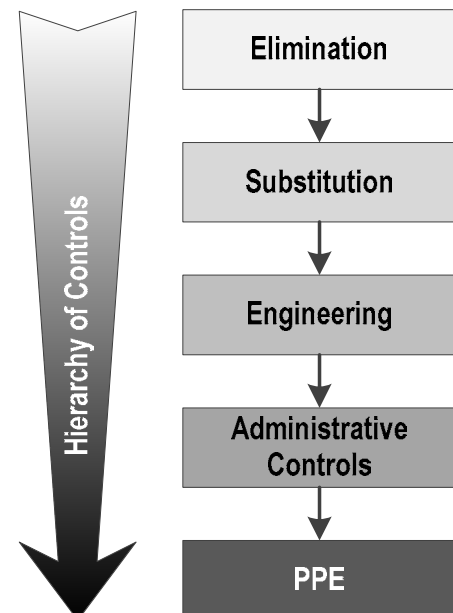 Hierarchy of Controls
Elimination
Substitution
Engineering
Administrative
Controls
PPE